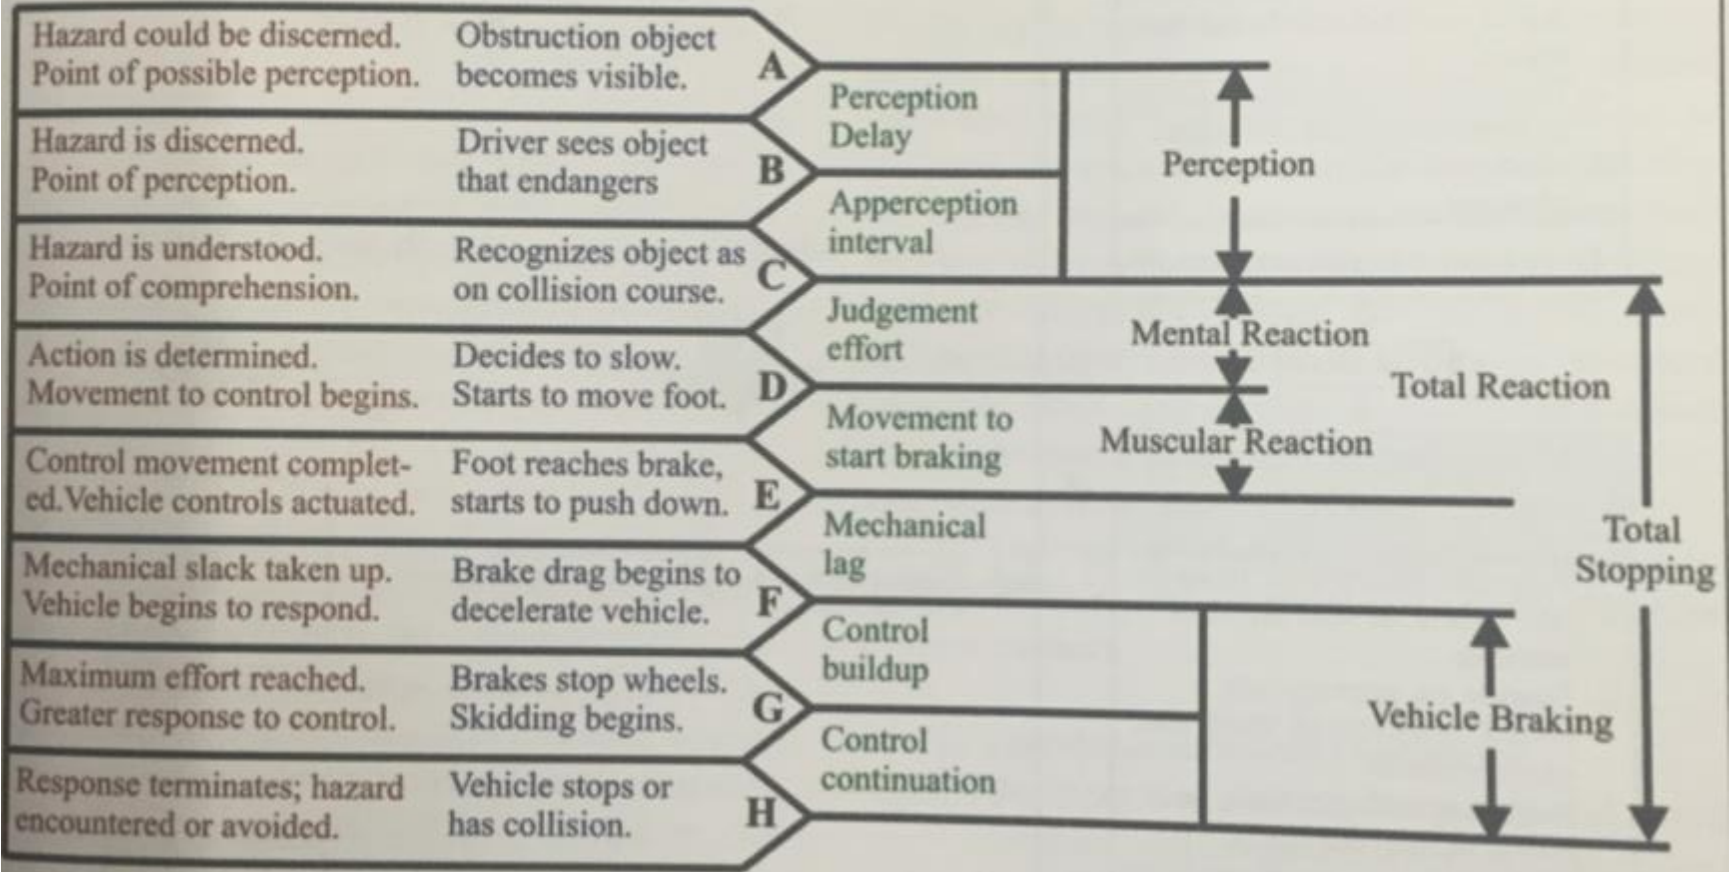 Hazard could be discerned.
Point of possible perception.
Obstruction object
becomes visible.
A
Hazard is discerned.
Point of perception.
Driver sees object
that endangers
B
Hazard is understood.
Point of comprehension.
Recognizes object as
on collision course.
C
Action is determined.
Movement to control begins.
Decides to slow.
Starts to move foot.
D
Control movement complet-
ed.Vehicle controls actuated.
Foot reaches brake,
starts to push down.
E
Mechanical slack taken up.
Vehicle begins to respond.
Brake drag begins to
decelerate vehicle.
F
Maximum effort reached.
Greater response to control.
Brakes stop wheels.
Skidding begins.
G
Response terminates; hazard
encountered or avoided.
Vehicle stops or
has collision.
H
Perception
Delay
Apperception
interval
Judgement
effort
Movement to
start braking
Mechanical
lag
Control
buildup
Control
continuation
Perception
Mental Reaction
Muscular Reaction
Total Reaction
Vehicle Braking
Total
Stopping